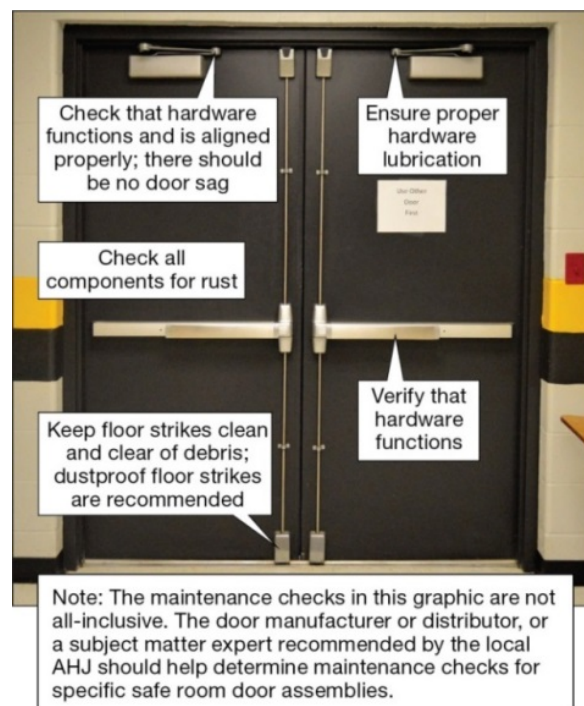 Check that hardware
functions and is aligned
properly; there should
be no door sag
Ensure proper
hardware
lubrication
Use Other
Door
First
Check all
components for rust
Verify that
hardware
functions
Keep floor strikes clean
and clear of debris;
dustproof floor strikes
are recommended
Note: The maintenance checks in this graphic are not
all-inclusive. The door manufacturer or distributor, or
a subject matter expert recommended by the local
AHJ should help determine maintenance checks for
specific safe room door assemblies.